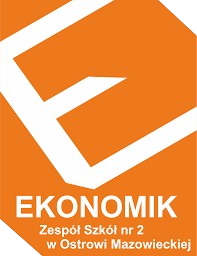 EKONOMIK
Zespół Szkół nr 2
w Ostrowi Mazowieckiej